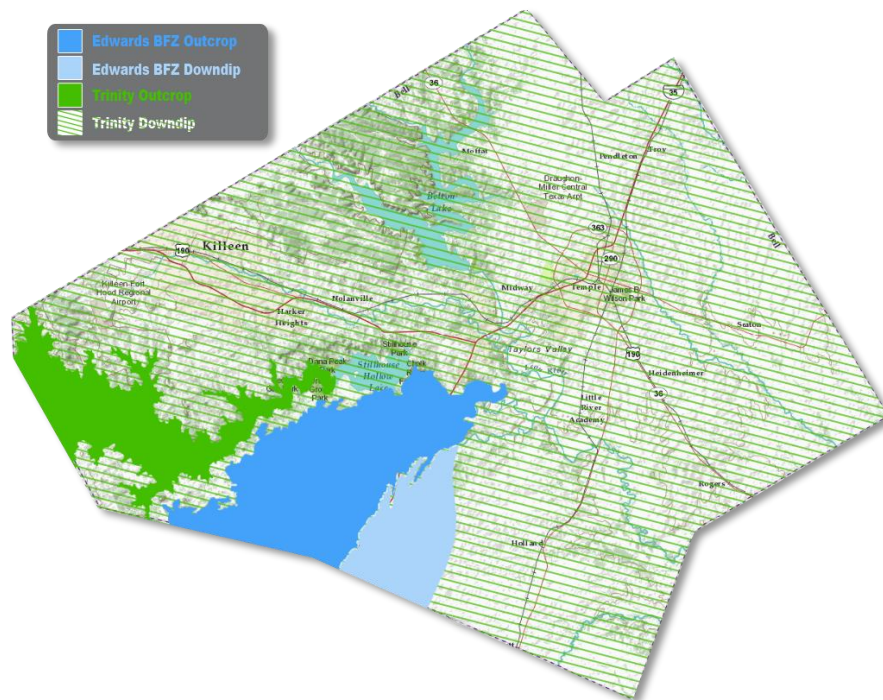 Edwards BFZ Outcrop
Edwards BFZ Downdip
Trinity Outcrop
Trinity Downdip
36
Bell
35
Moffat
Pendleton
Troy
Draughon-
Miller Central
Texas Arpt
Belton
Lake
363
Bell
Killeen
190
290
Killeen-Fort
Hood Regional
Airport
Nolanville
Midway
Temple
James B
Wilson Park
Harker
Heights
Seaton
Stillhouse
Park
Taylors Valley
190
Dana Peak
Park
Stillhouse
Hollow
Lake
Heidenheimer
Little
River
Academy
36
Park
Rogers
Holland